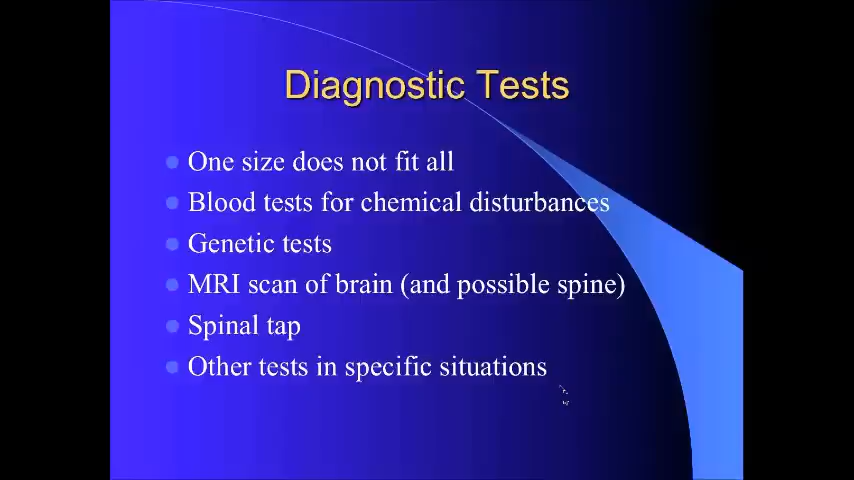 Diagnostic Tests
One size does not fit all
Blood tests for chemical disturbances
Genetic tests
MRI scan of brain (and possible spine)
Spinal tap
Other tests in specific situations